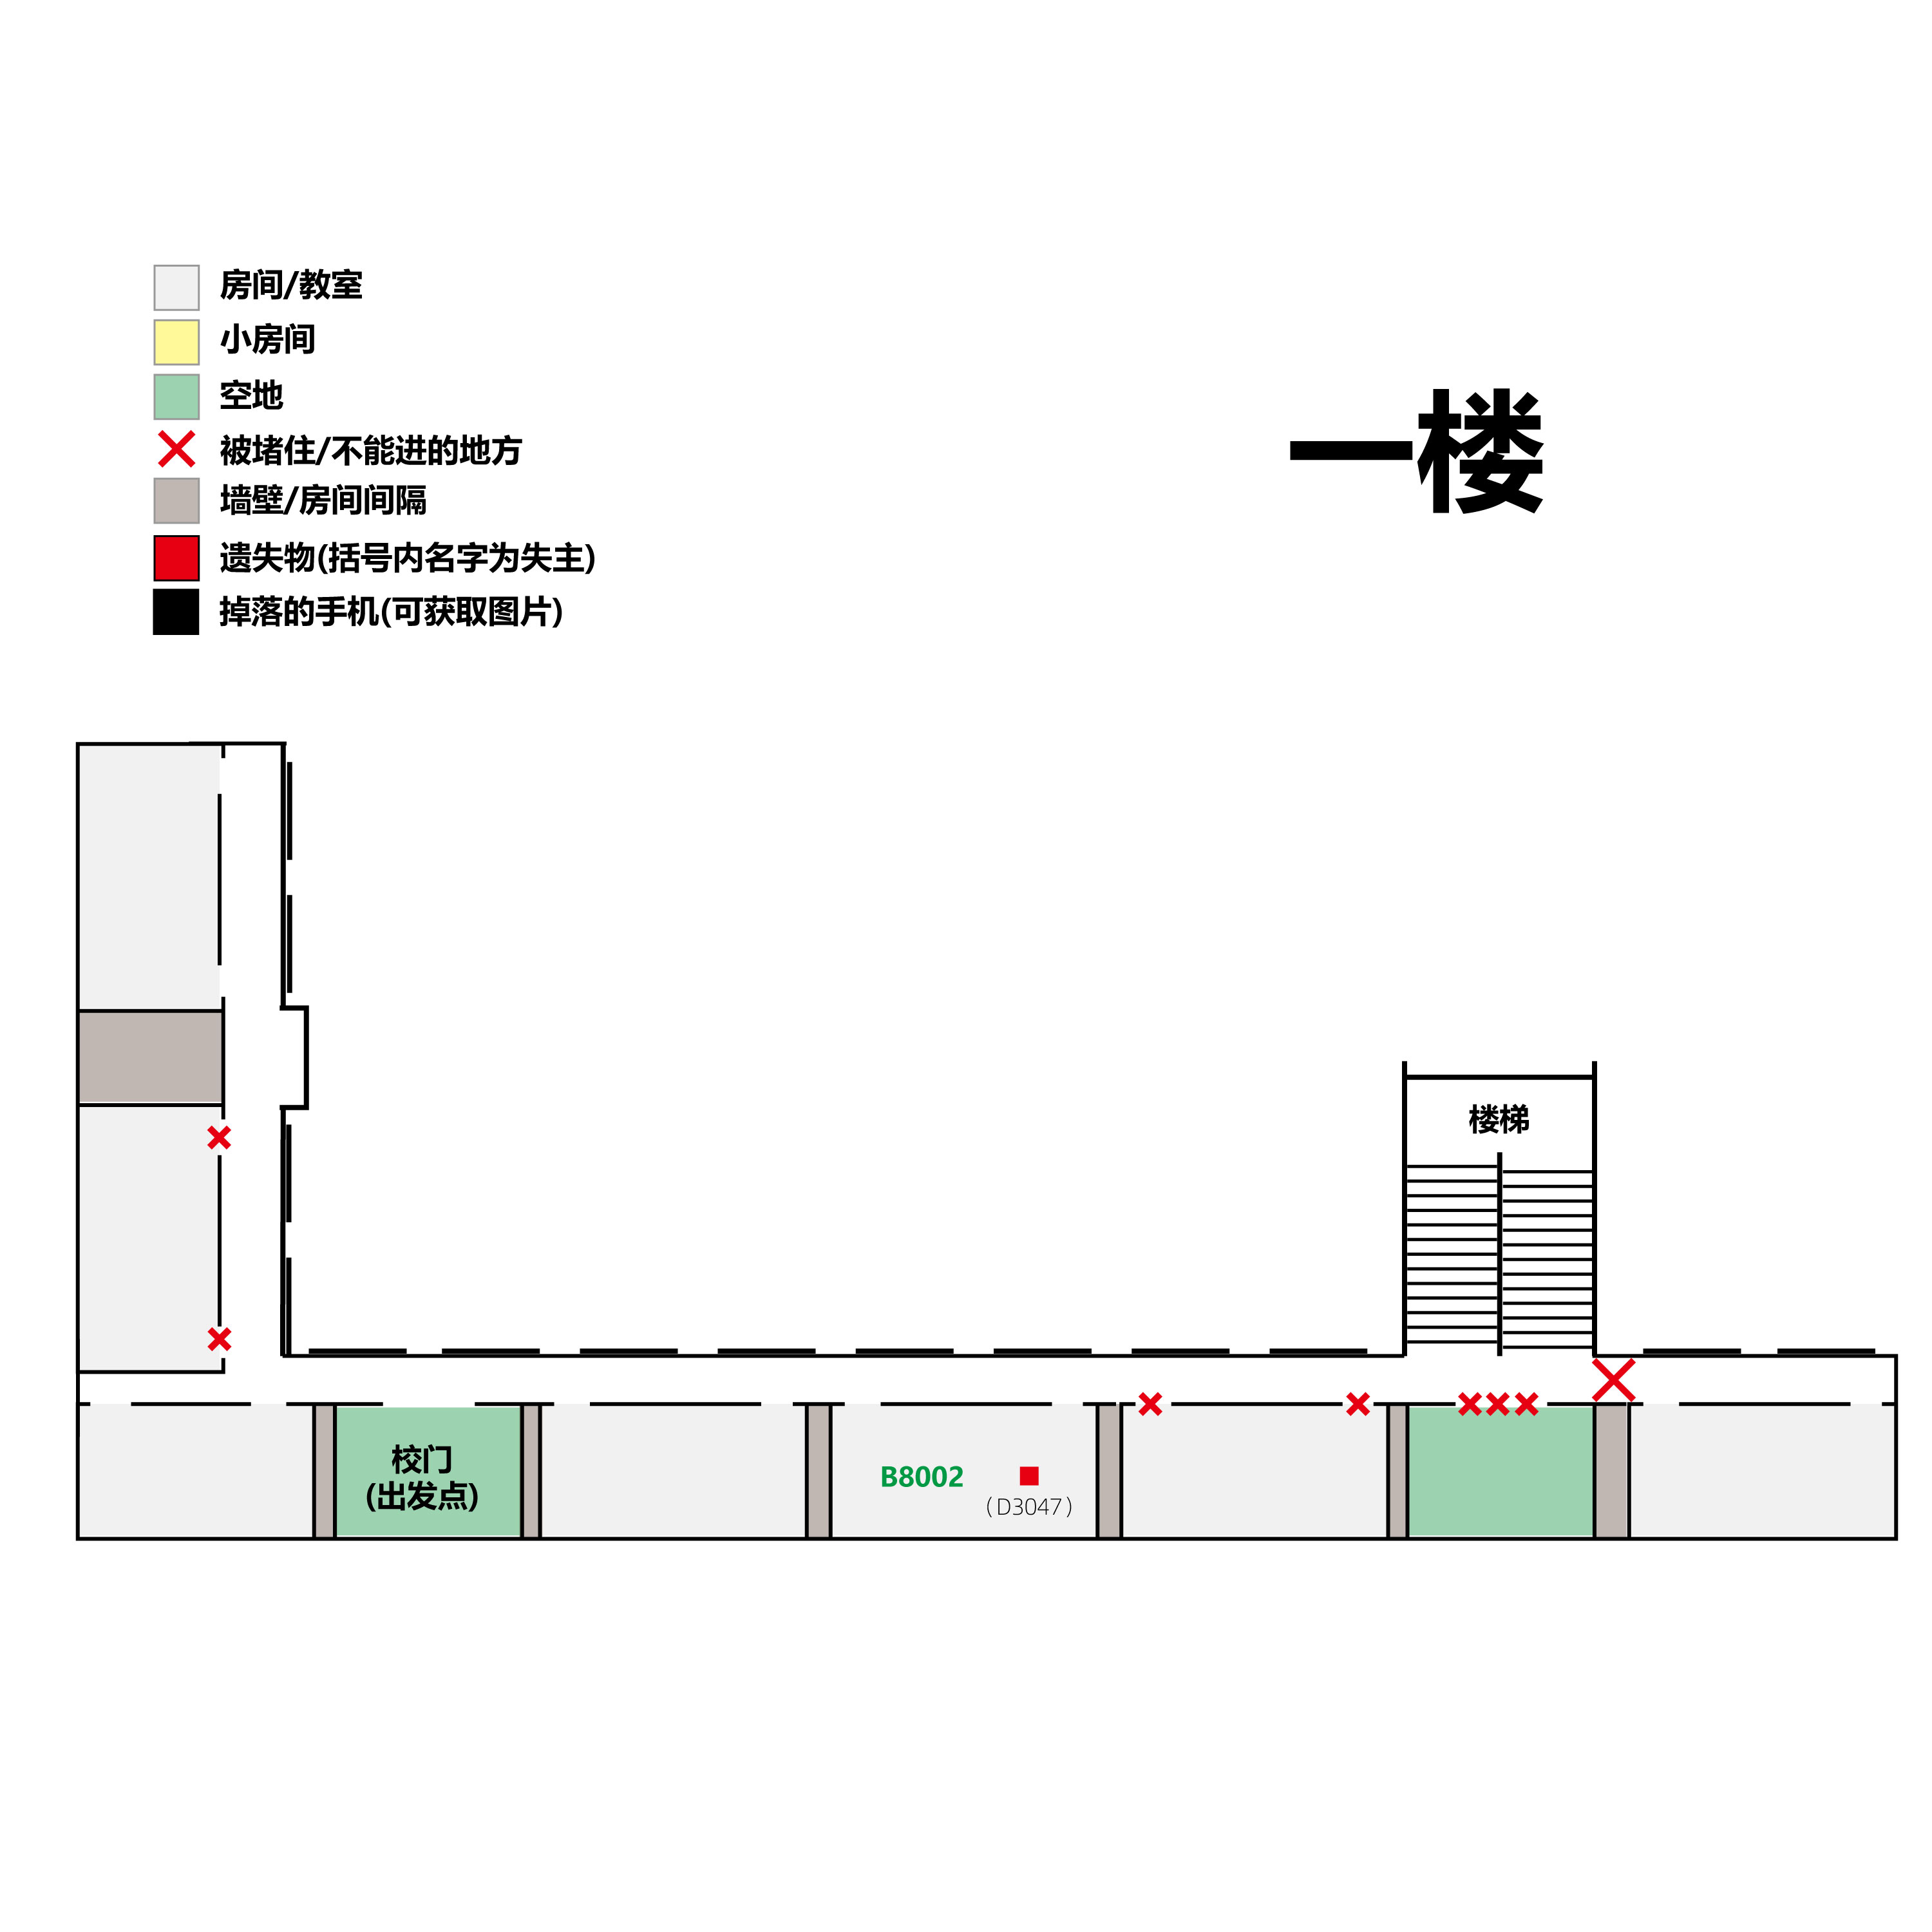 房间/教室
小房间
空地
被堵住/不能进的地方
墙壁/房间间隔
遗失物(括号内名字为失主)
掉落的手机(可获取图片)
一楼
楼梯
校门
(出发点)
B8002
(D3047)